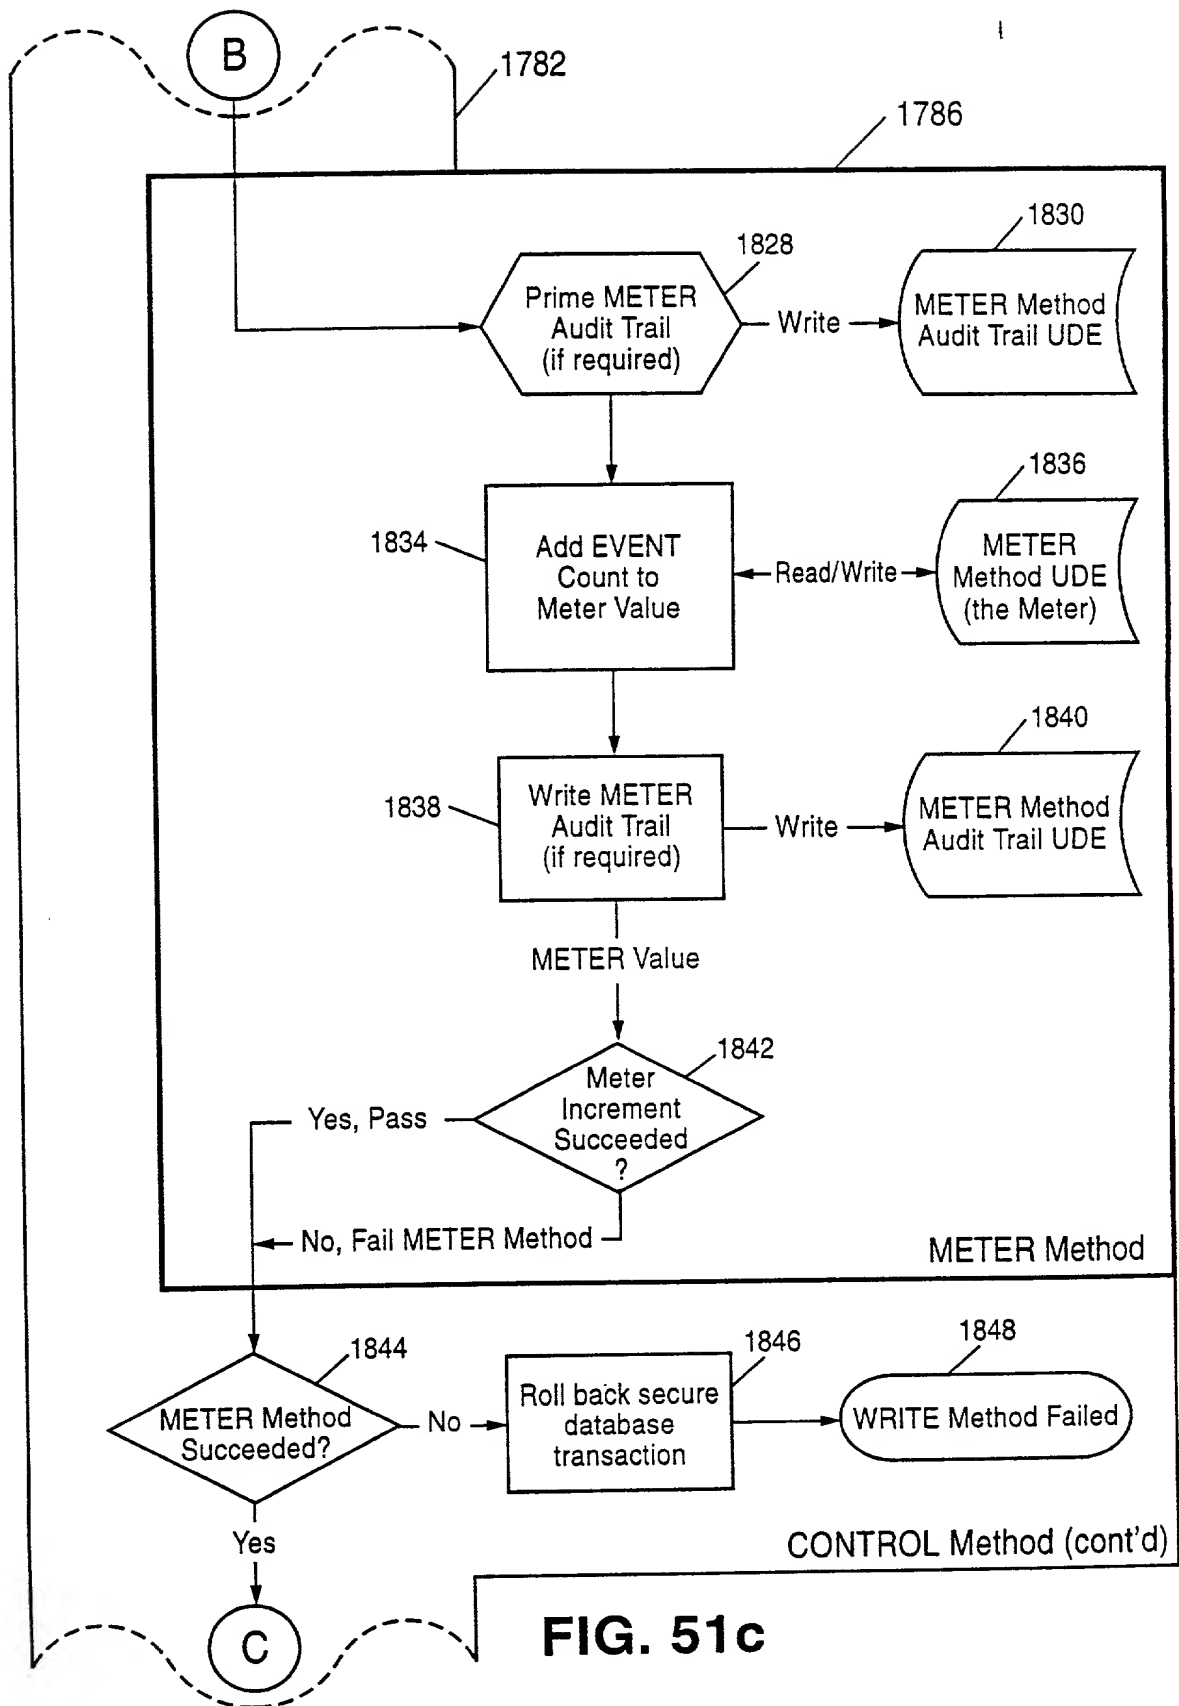 B
1782
1786
1828
Prime METER
Audit Trail
(if required)
Write
1830
METER Method
Audit Trail UDE
1834
Add EVENT
Count to
Meter Value
Read/Write
1836
METER
Method UDE
(the Meter)
1838
Write METER
Audit Trail
(if required)
Write
1840
METER Method
Audit Trail UDE
METER Value
1842
Meter
Increment
Succeeded
?
Yes, Pass
No, Fail METER Method
METER Method
1844
METER Method
Succeeded?
No
1846
Roll back secure
database
transaction
1848
WRITE Method Failed
Yes
CONTROL Method (cont'd)
C
FIG. 51c